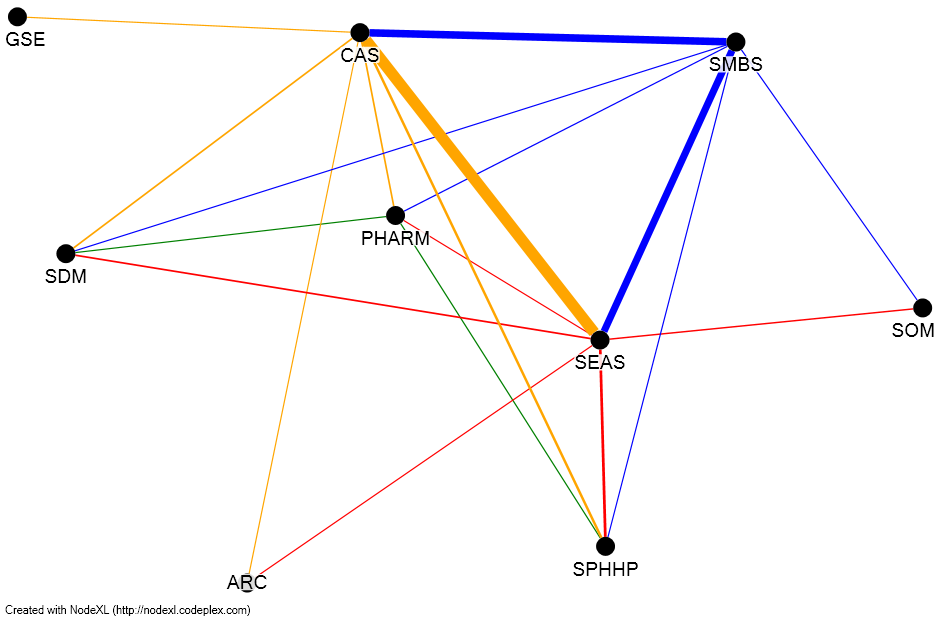 GSE
CAS
SMBS
PHARM
SDM
SOM
SEAS
SPHHP
ARC
Created with NodeXL (http://nodexl.codeplex.com)